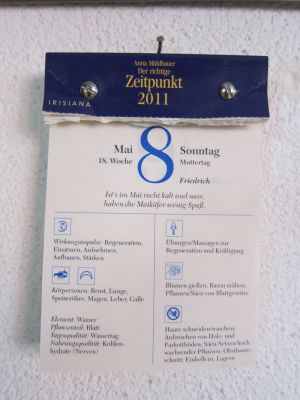 Anna Mühlbauer
Der richtige
Zeitpunkt
2011
IRISIANA
Mai 8 Sonntag
18. Woche Muttertag
Friedrich
Ist's im Mai recht kalt und nass,
haben die Maikäfer wenig Spaß.
Wirkungsimpulse: Regeneration,
Einatmen, Aufnehmen,
Aufbauen, Stärken
Körperzonen: Brust, Lunge,
Speiseröhre, Magen, Leber, Galle
Element: Wasser
Pflanzenteil: Blatt
Tagesqualität: Wassertag
Nahrungsqualität: Kohlen-
hydrate (Nerven)
Übungen/Massagen zur
Regeneration und Kräftigung
Blumen gießen, Rasen mähen,
Pflanzen/Säen von Blattgemüse
Haare schneiden/waschen,
Aufwischen von Holz- und
Parkettböden, Säen/Setzen hoch
wachsender Pflanzen, Obstbaum-
schnitt, Einkellern, Lagern